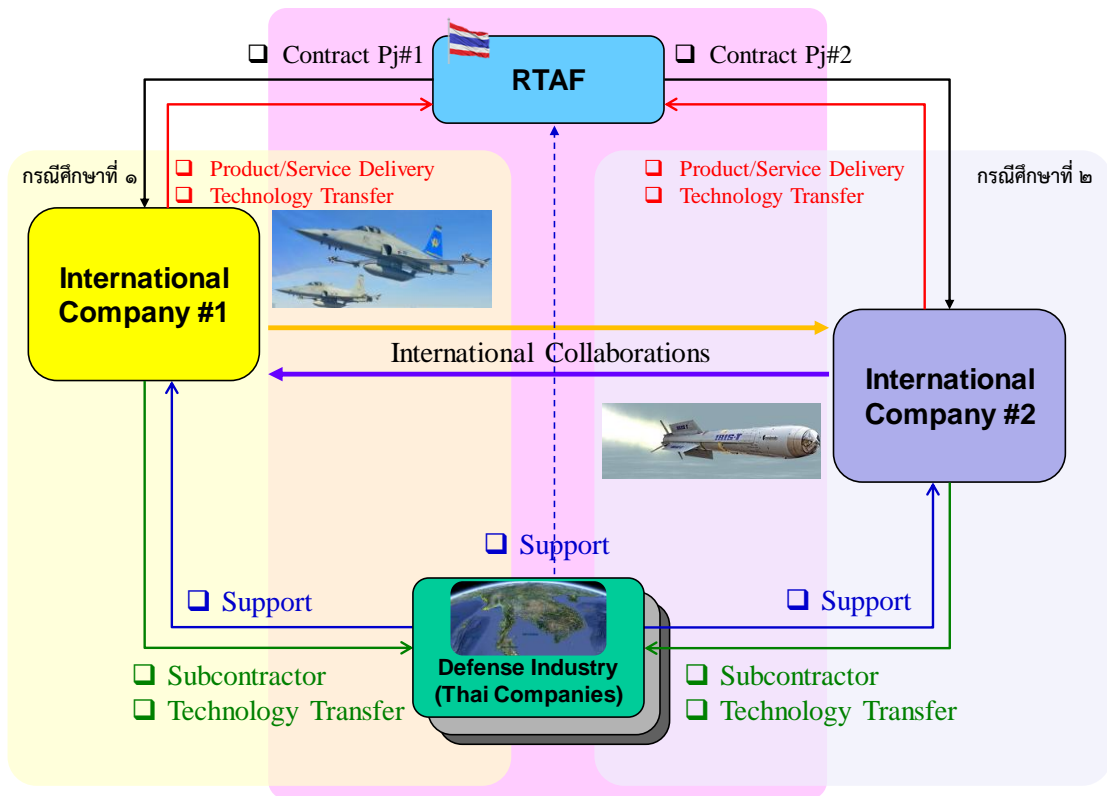 ❑ Contract Pj#1
RTAF
❑ Contract Pj#2
กรณีศึกษาที่ ๑
❑ Product/Service Delivery
❑ Technology Transfer
❑ Product/Service Delivery
❑ Technology Transfer
กรณีศึกษาที่ ๒
International
Company #1
International Collaborations
International
Company #2
IRIS-T
❑ Support
❑ Support
❑ Support
Defense Industry
(Thai Companies)
❑ Subcontractor
❑ Technology Transfer
❑ Subcontractor
❑ Technology Transfer